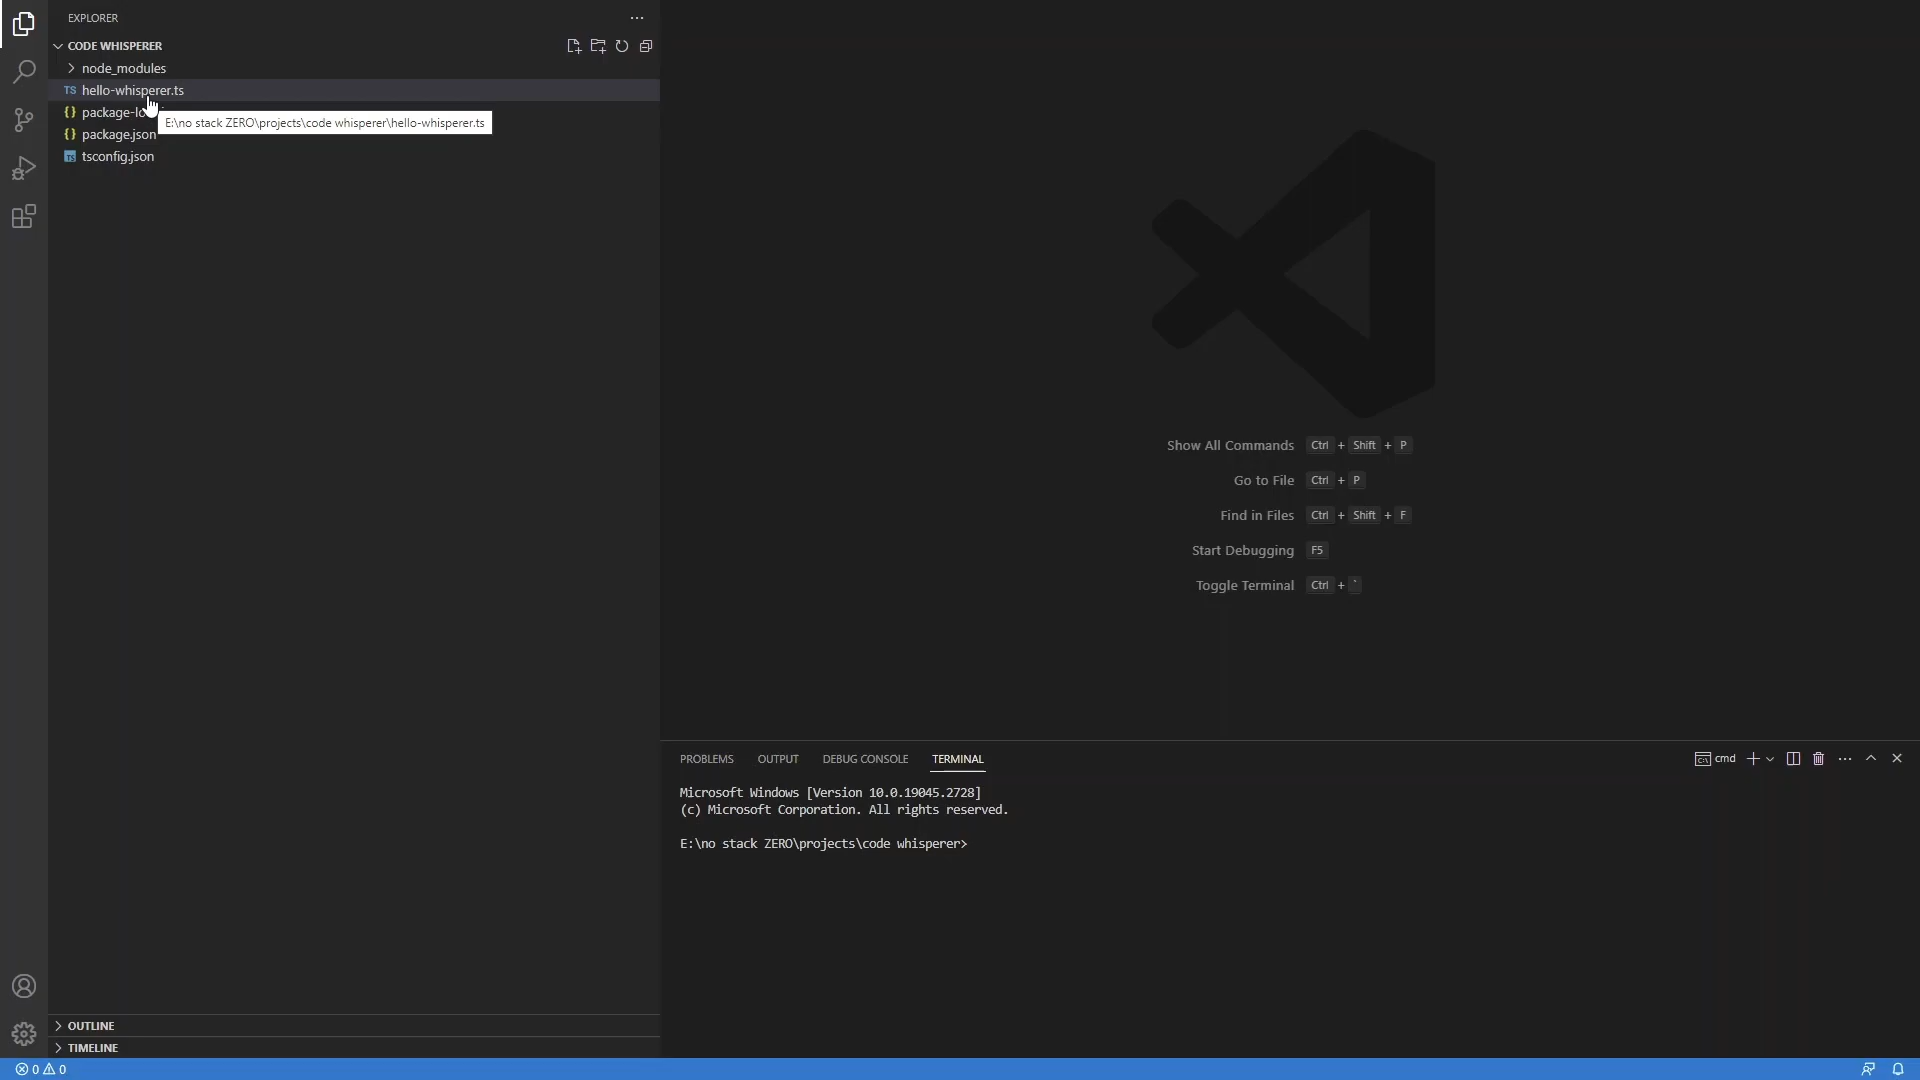 EXPLORER
CODE WHISPERER
node_modules
TS hello-whisperer.ts
{} package-lo
E:\no stack ZERO\projects\code whisperer\hello-whisperer.ts
{} package.json
TS tsconfig.json
Show All Commands Ctrl + Shift + P
Go to File Ctrl + P
Find in Files Ctrl + Shift + F
Start Debugging F5
Toggle Terminal Ctrl + `
PROBLEMS OUTPUT DEBUG CONSOLE TERMINAL
cmd
Microsoft Windows [Version 10.0.19045.2728]
(c) Microsoft Corporation. All rights reserved.
E:\no stack ZERO\projects\code whisperer>
OUTLINE
TIMELINE
0 0